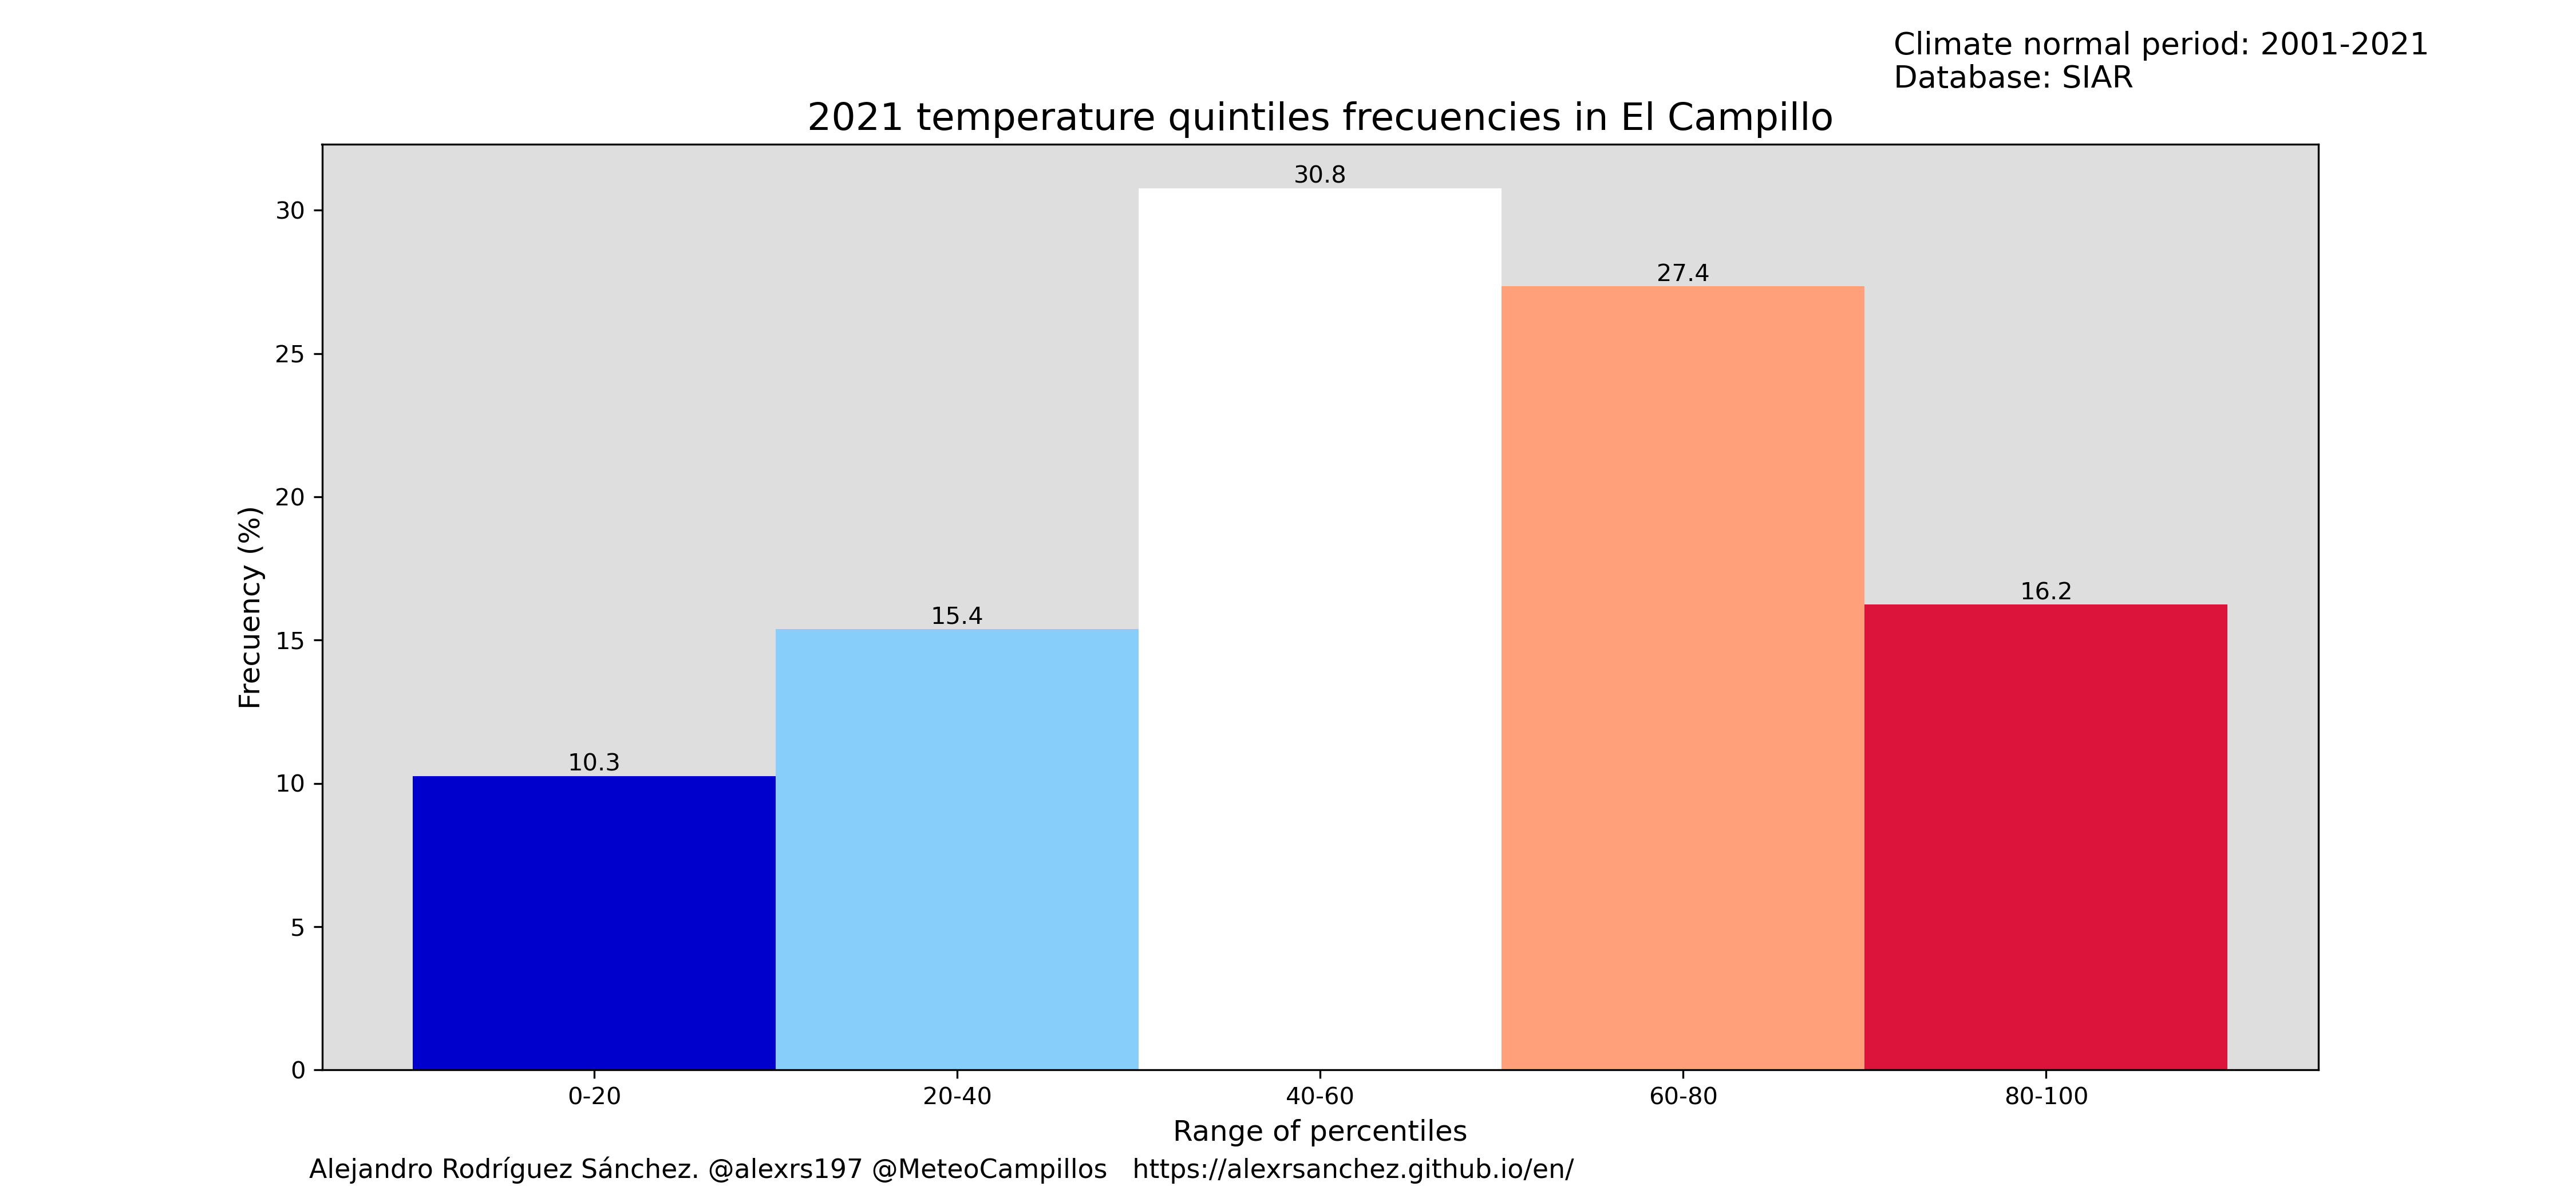 Climate normal period: 2001-2021
Database: SIAR
2021 temperature quintiles frecuencies in El Campillo
30.8
30
27.4
25
20
Frecuency (%)
16.2
15.4
15
10.3
10
5
0
0-20 20-40 40-60 60-80 80-100
Range of percentiles
Alejandro Rodríguez Sánchez. @alexrs197 @MeteoCampillos https://alexrsanchez.github.io/en/